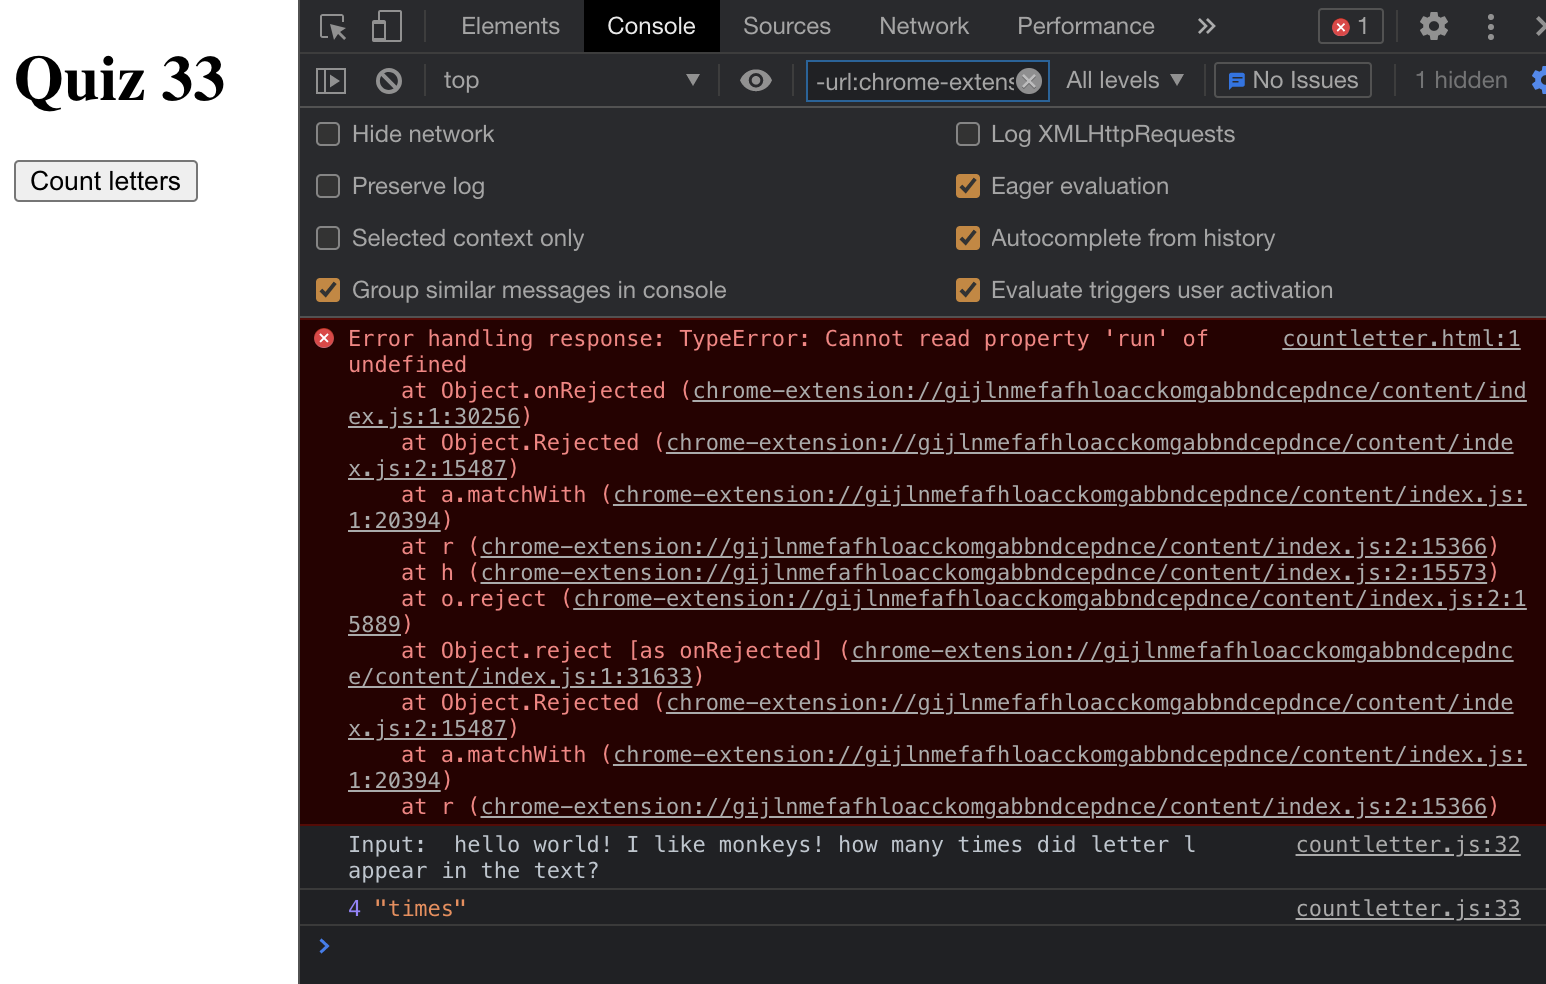 Quiz 33
Count letters
Elements Console Sources Network Performance 1
top -url:chrome-extens All levels No Issues 1 hidden
Hide network Log XMLHttpRequests
Preserve log Eager evaluation
Selected context only Autocomplete from history
Group similar messages in console Evaluate triggers user activation
Error handling response: TypeError: Cannot read property 'run' of countletter.html:1
undefined
at Object.onRejected (chrome-extension://gijlnmefafhloacckomgabbndcepdnce/content/ind
ex.js:1:30256)
at Object.Rejected (chrome-extension://gijlnmefafhloacckomgabbndcepdnce/content/inde
x.js:2:15487)
at a.matchWith (chrome-extension://gijlnmefafhloacckomgabbndcepdnce/content/index.js:
1:20394)
at r (chrome-extension://gijlnmefafhloacckomgabbndcepdnce/content/index.js:2:15366)
at h (chrome-extension://gijlnmefafhloacckomgabbndcepdnce/content/index.js:2:15573)
at o.reject (chrome-extension://gijlnmefafhloacckomgabbndcepdnce/content/index.js:2:1
5889)
at Object.reject [as onRejected] (chrome-extension://gijlnmefafhloacckomgabbndcepdnc
e/content/index.js:1:31633)
at Object.Rejected (chrome-extension://gijlnmefafhloacckomgabbndcepdnce/content/inde
x.js:2:15487)
at a.matchWith (chrome-extension://gijlnmefafhloacckomgabbndcepdnce/content/index.js:
1:20394)
at r (chrome-extension://gijlnmefafhloacckomgabbndcepdnce/content/index.js:2:15366)
Input:  hello world! I like monkeys! how many times did letter l countletter.js:32
appear in the text?
4 "times" countletter.js:33